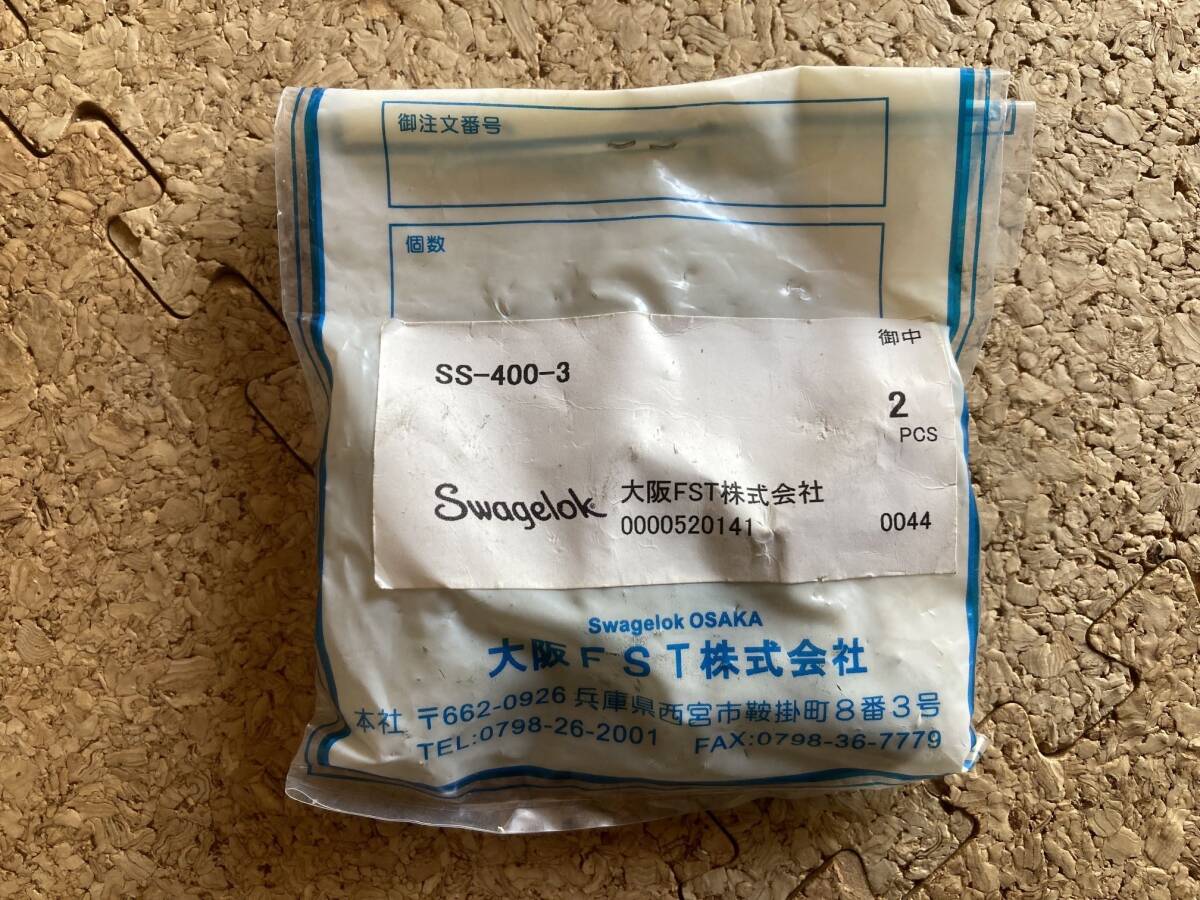 御注文番号
個数
御中
SS-400-3
2
PCS
Swagelok 大阪FST株式会社
0000520141 0044
Swagelok OSAKA
大阪FST株式会社
本社 〒662-0926 兵庫県西宮市鞍掛町8番3号
TEL:0798-26-2001 FAX:0798-36-7779